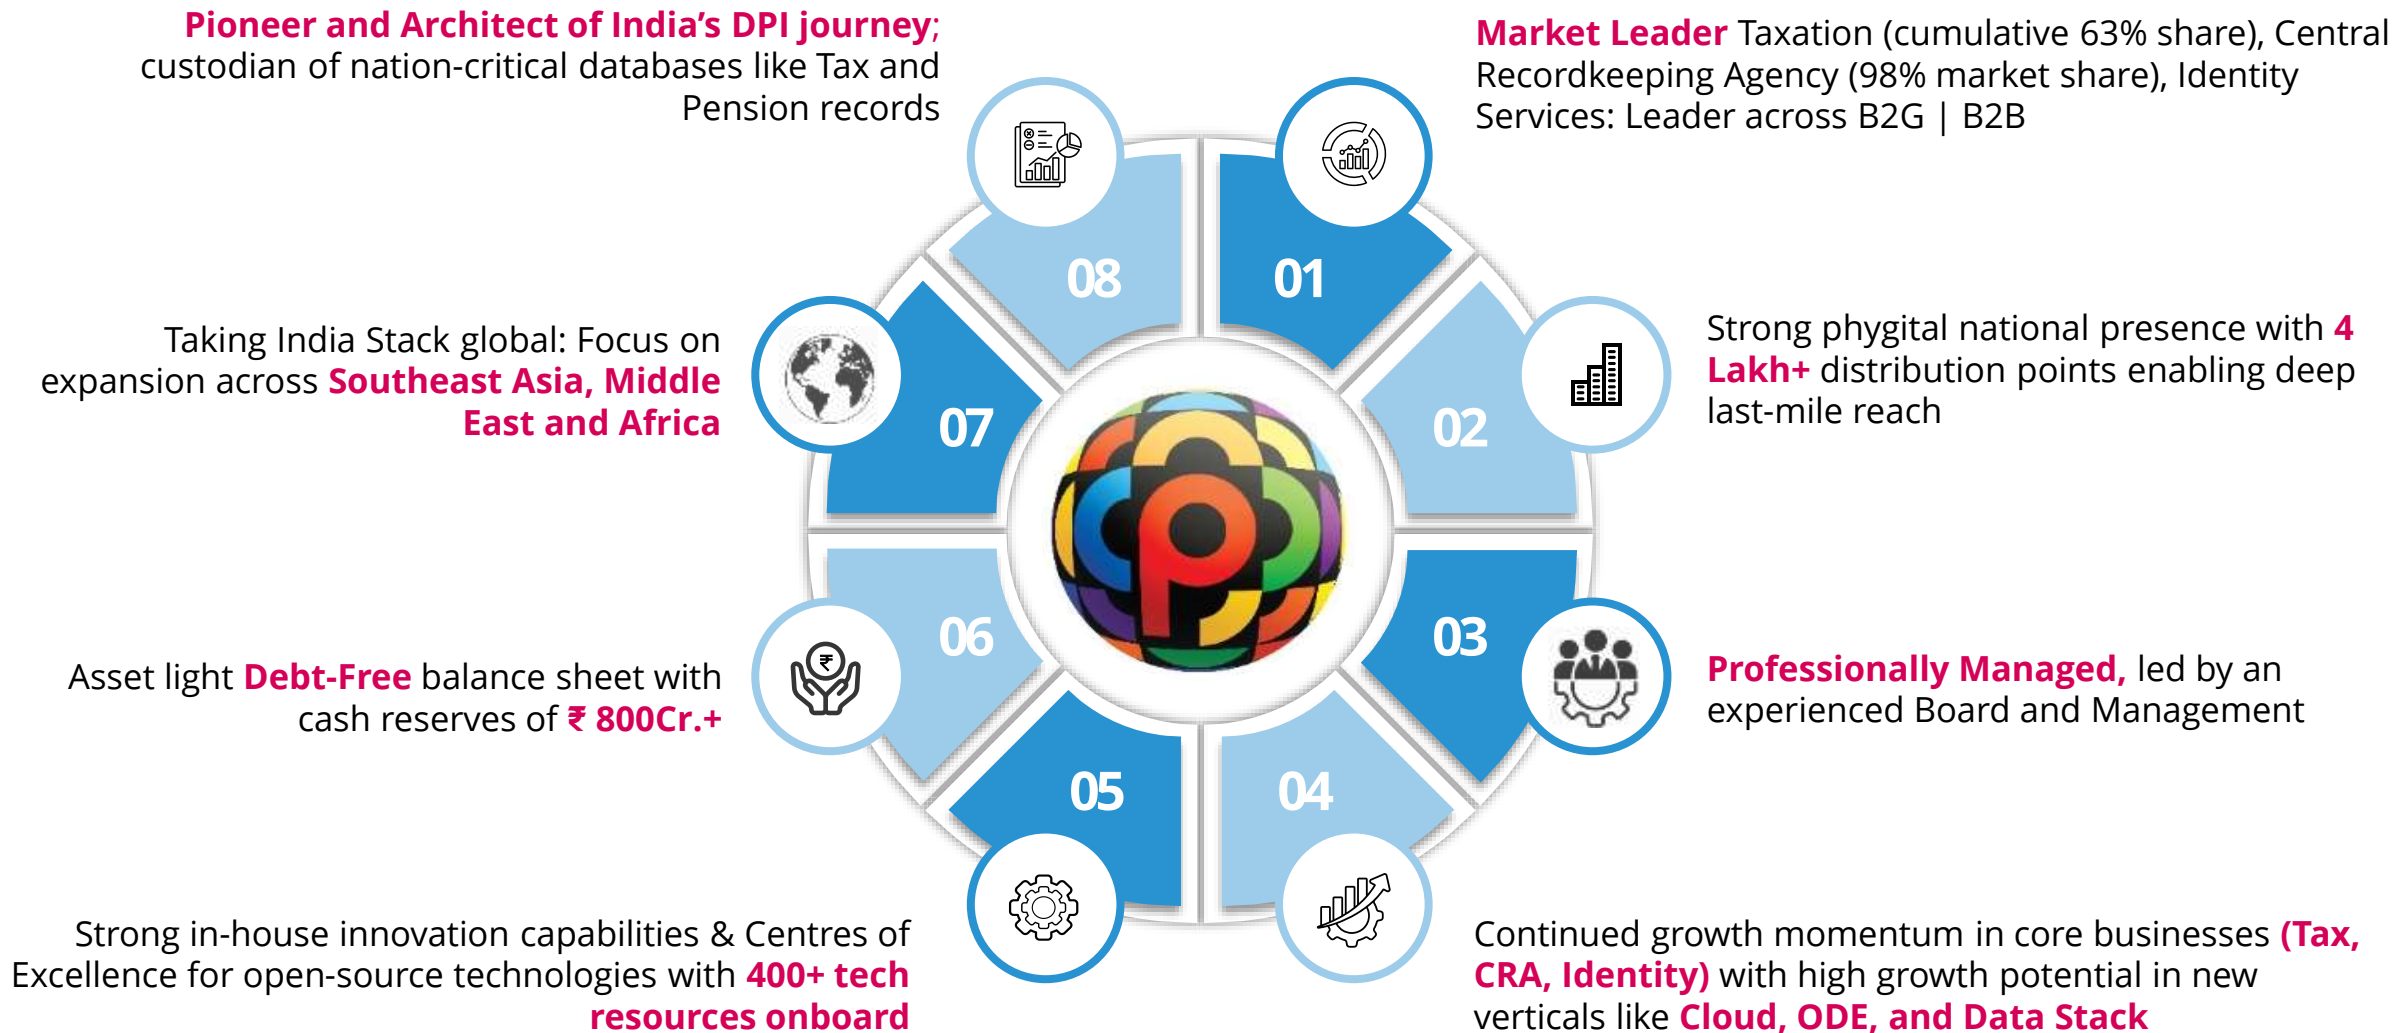 Pioneer and Architect of India’s DPI journey;
custodian of nation-critical databases like Tax and
Pension records
Market Leader Taxation (cumulative 63% share), Central
Recordkeeping Agency (98% market share), Identity
Services: Leader across B2G | B2B
08
01
Taking India Stack global: Focus on
expansion across Southeast Asia, Middle
East and Africa
07
02
Strong phygital national presence with 4
Lakh+ distribution points enabling deep
last-mile reach
p
Asset light Debt-Free balance sheet with
cash reserves of ₹ 800Cr.+
₹
06
03
Professionally Managed, led by an
experienced Board and Management
05
04
Strong in-house innovation capabilities & Centres of
Excellence for open-source technologies with 400+ tech
resources onboard
Continued growth momentum in core businesses (Tax,
CRA, Identity) with high growth potential in new
verticals like Cloud, ODE, and Data Stack